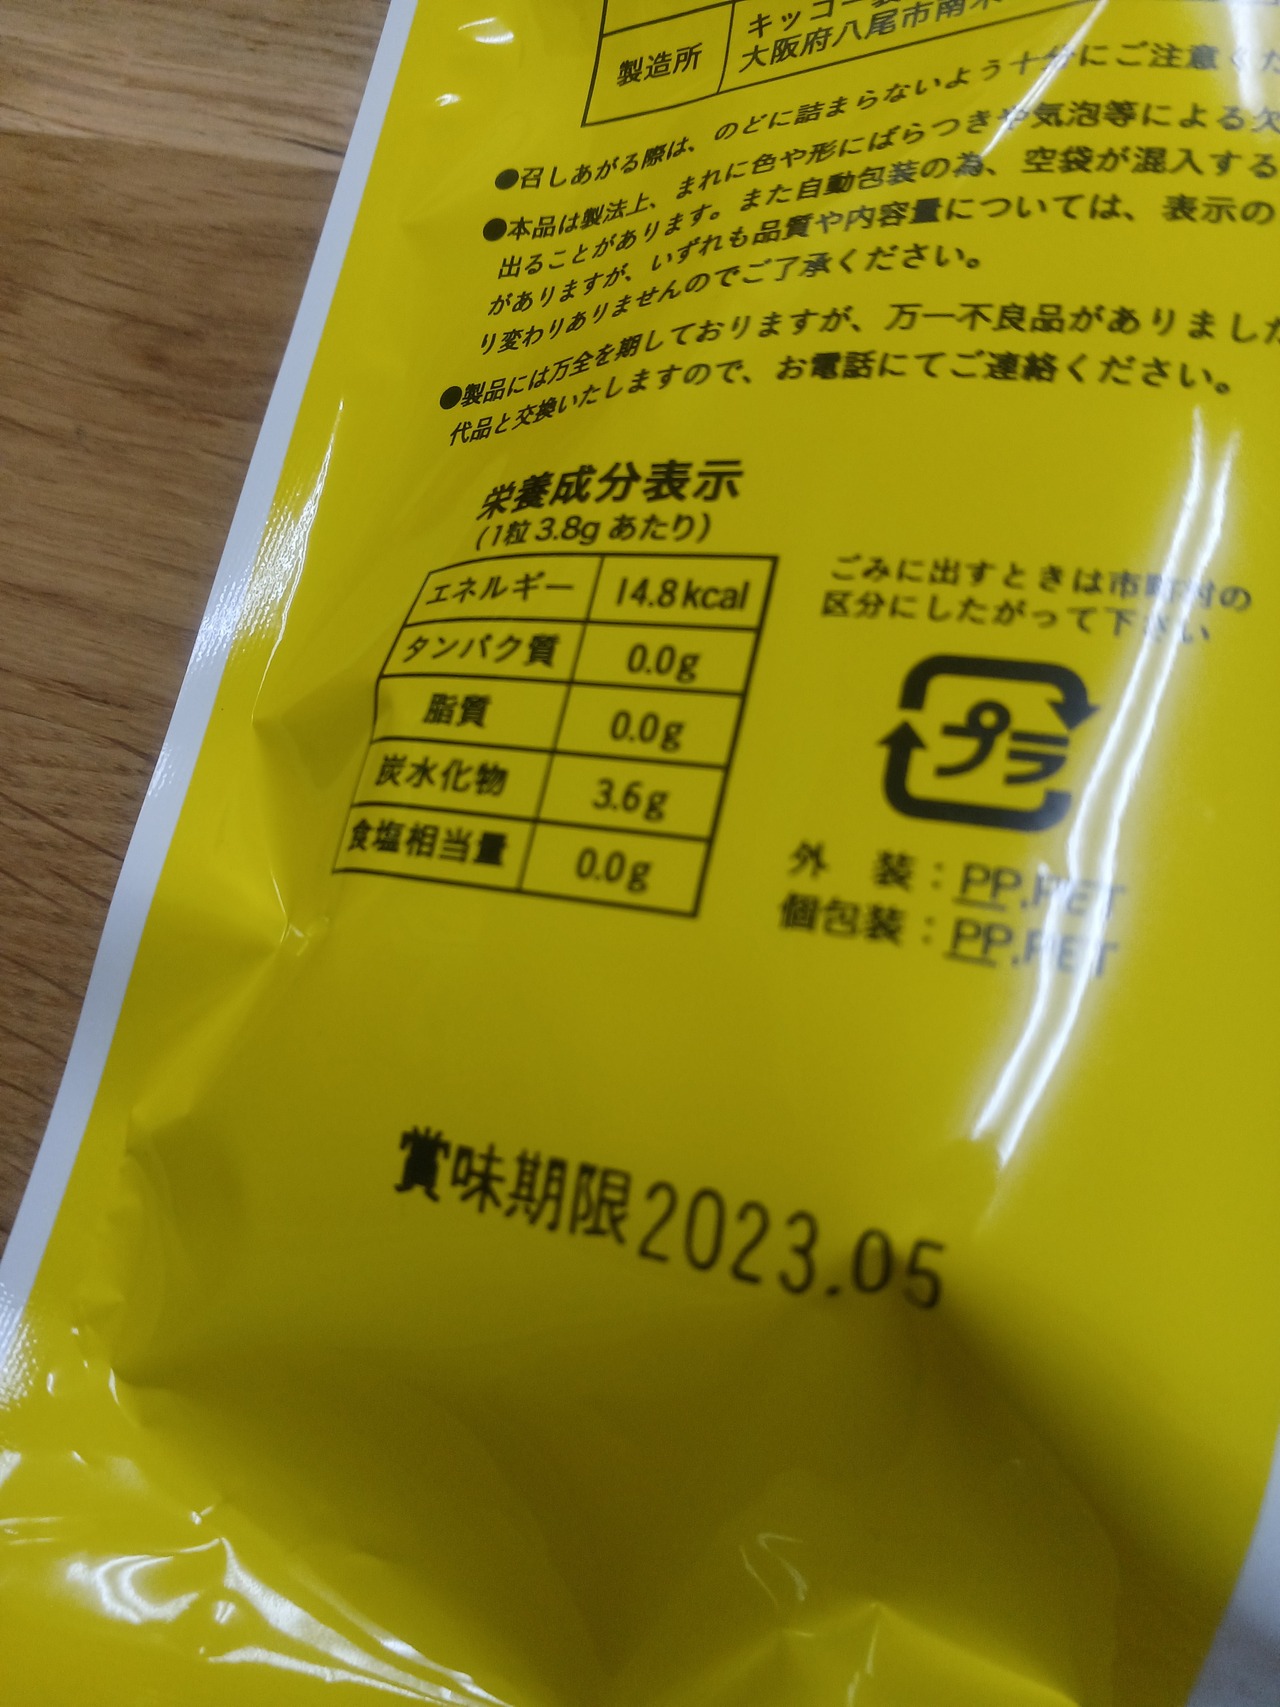 製造所
キッコー
大阪府八尾市南木
●召しあがる際は、のどに詰まらないよう十分にご注意くだ
●本品は製法上、まれに色や形にばらつきや気泡等による欠
出ることがあります。また自動包装の為、空袋が混入する
がありますが、いずれも品質や内容量については、表示の
り変わりありませんのでご了承ください。
●製品には万全を期しておりますが、万一不良品がありました
代品と交換いたしますので、お電話にてご連絡ください。
栄養成分表示
(1粒 3.8g あたり)
エネルギー 14.8kcal
タンパク質 0.0g
脂質 0.0g
炭水化物 3.6g
食塩相当量 0.0g
ごみに出すときは市町村の
区分にしたがって下さい
プラ
外 装：PP,PET
個包装：PP,PET
賞味期限2023.05